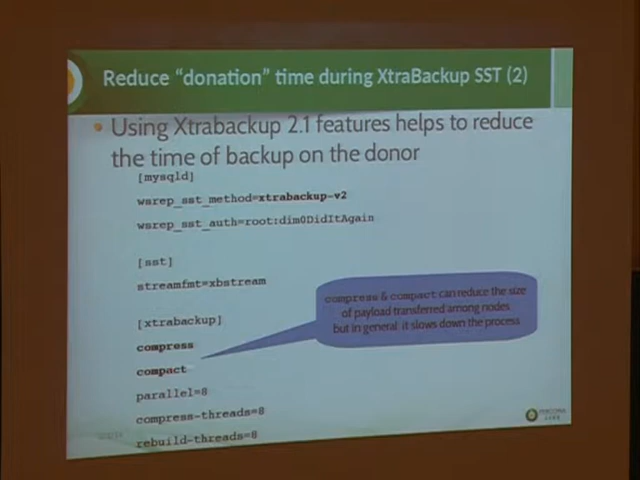 Reduce “donation” time during XtraBackup SST (2)
• Using Xtrabackup 2.1 features helps to reduce
the time of backup on the donor
[mysqld]
wsrep_sst_method=xtrabackup-v2
wsrep_sst_auth=root:dim0DidItAgain
[sst]
streamfmt=xbstream
compress & compact can reduce the size
of payload transferred among nodes
but in general it slows down the process
[xtrabackup]
compress
compact
parallel=8
compress-threads=8
rebuild-threads=8
PERCONA
LIVE